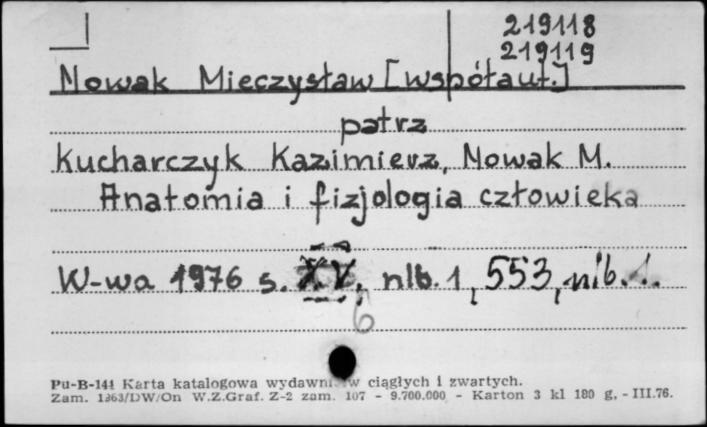 219118
219119
Nowak Mieczysław [współaut.]
patrz
Kucharczyk Kazimierz, Nowak M.
Anatomia i fizjologia człowieka
W-wa 1976 s. XV, nlb. 1, 553, nlb. 1.
6
Pu-B-144 Karta katalogowa wydawn w ciągłych i zwartych.
Zam. 1363/DW/On W.Z.Graf. Z-2 zam. 107 - 9.700.000 - Karton 3 kl 180 g. - III.76.